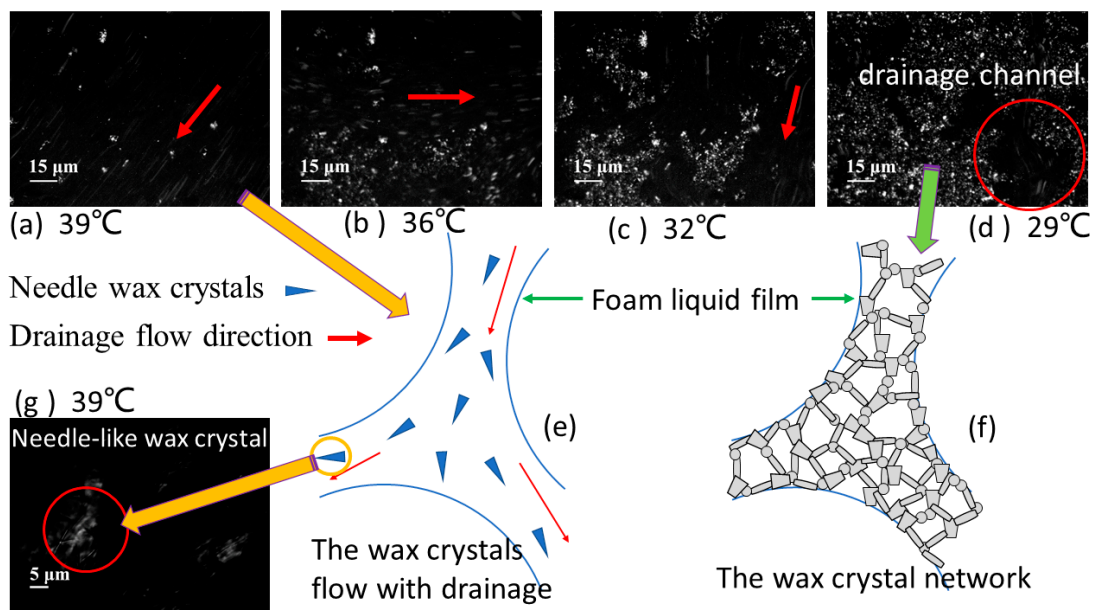 15 μm
15 μm
15 μm
drainage channel
15 μm
(a) 39℃
(b) 36℃
(c) 32℃
(d) 29℃
Needle wax crystals
Foam liquid film
Drainage flow direction
(g ) 39℃
Needle-like wax crystal
5 μm
(e)
(f)
The wax crystals
flow with drainage
The wax crystal network